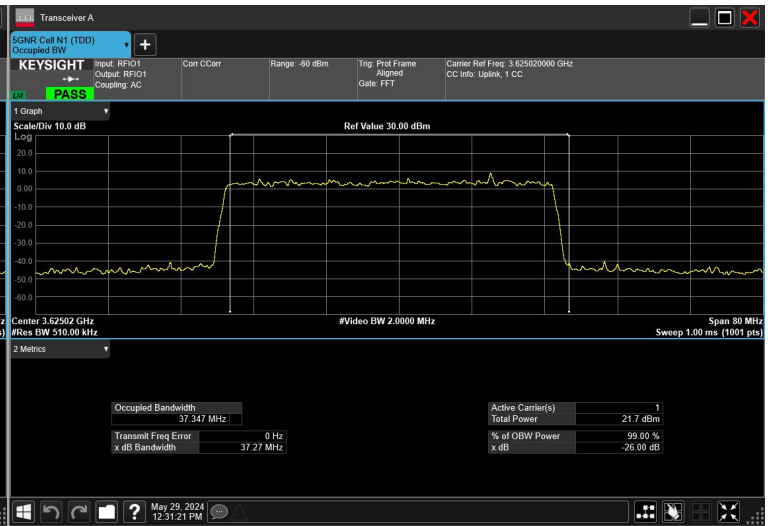 Transceiver A
5GNR Cell N1 (TDD)
Occupied BW
+
KEYSIGHT
Input: RFIO1
Output: RFIO1
Coupling: AC
Corr CCorr
Range: -60 dBm
Trig: Prot Frame
Aligned
Gate: FFT
Carrier Ref Freq: 3.625020000 GHz
CC Info: Uplink, 1 CC
LXI
PASS
1 Graph
Scale/Div 10.0 dB
Ref Value 30.00 dBm
Log
20.0
10.0
0.00
-10.0
-20.0
-30.0
-40.0
-50.0
-60.0
z
Center 3.62502 GHz
#Video BW 2.0000 MHz
Span 80 MHz
s)
#Res BW 510.00 kHz
Sweep 1.00 ms (1001 pts)
2 Metrics
Occupied Bandwidth
37.347 MHz
Active Carrier(s) 1
Total Power 21.7 dBm
Transmit Freq Error 0 Hz
x dB Bandwidth 37.27 MHz
% of OBW Power 99.00 %
x dB -26.00 dB
?
May 29, 2024
12:31:21 PM